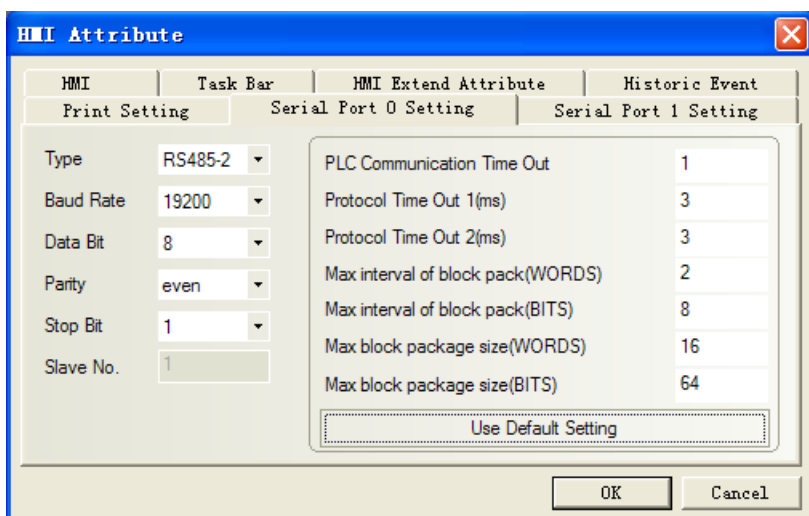 HMI Attribute
HMI Task Bar HMI Extend Attribute Historic Event
Print Setting Serial Port 0 Setting Serial Port 1 Setting
Type RS485-2
Baud Rate 19200
Data Bit 8
Parity even
Stop Bit 1
Slave No. 1
PLC Communication Time Out 1
Protocol Time Out 1(ms) 3
Protocol Time Out 2(ms) 3
Max interval of block pack(WORDS) 2
Max interval of block pack(BITS) 8
Max block package size(WORDS) 16
Max block package size(BITS) 64
Use Default Setting
OK Cancel